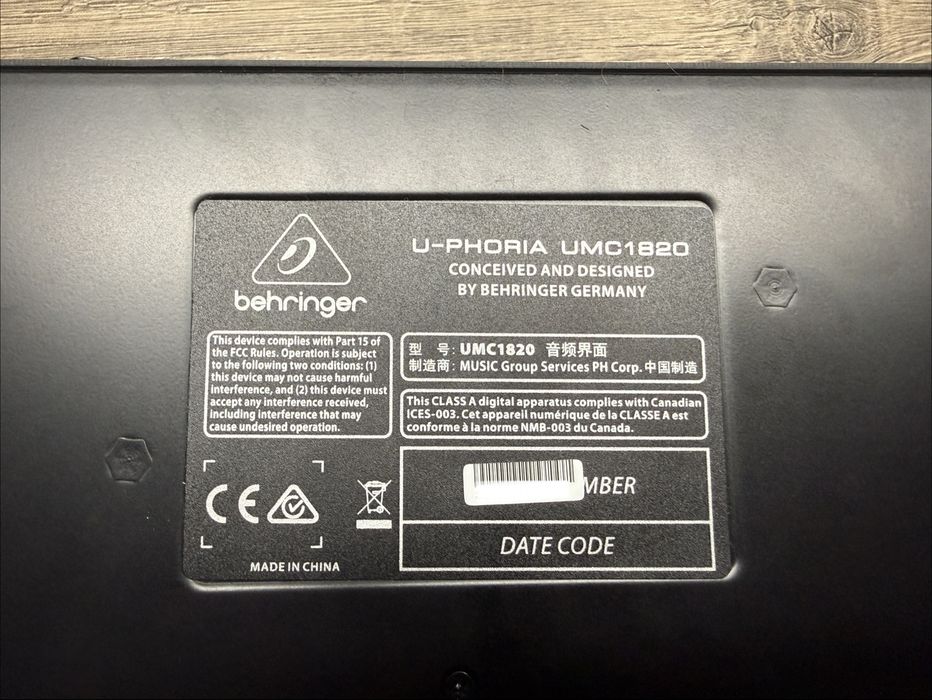 behringer
U-PHORIA UMC1820
CONCEIVED AND DESIGNED
BY BEHRINGER GERMANY
This device complies with Part 15 of
the FCC Rules. Operation is subject
to the following two conditions: (1)
this device may not cause harmful
interference, and (2) this device must
accept any interference received,
including interference that may
cause undesired operation.
型 号: UMC1820 音频界面
制造商: MUSIC Group Services PH Corp. 中国制造
This CLASS A digital apparatus complies with Canadian
ICES-003. Cet appareil numérique de la CLASSE A est
conforme à la norme NMB-003 du Canada.
CE
MBER
DATE CODE
MADE IN CHINA